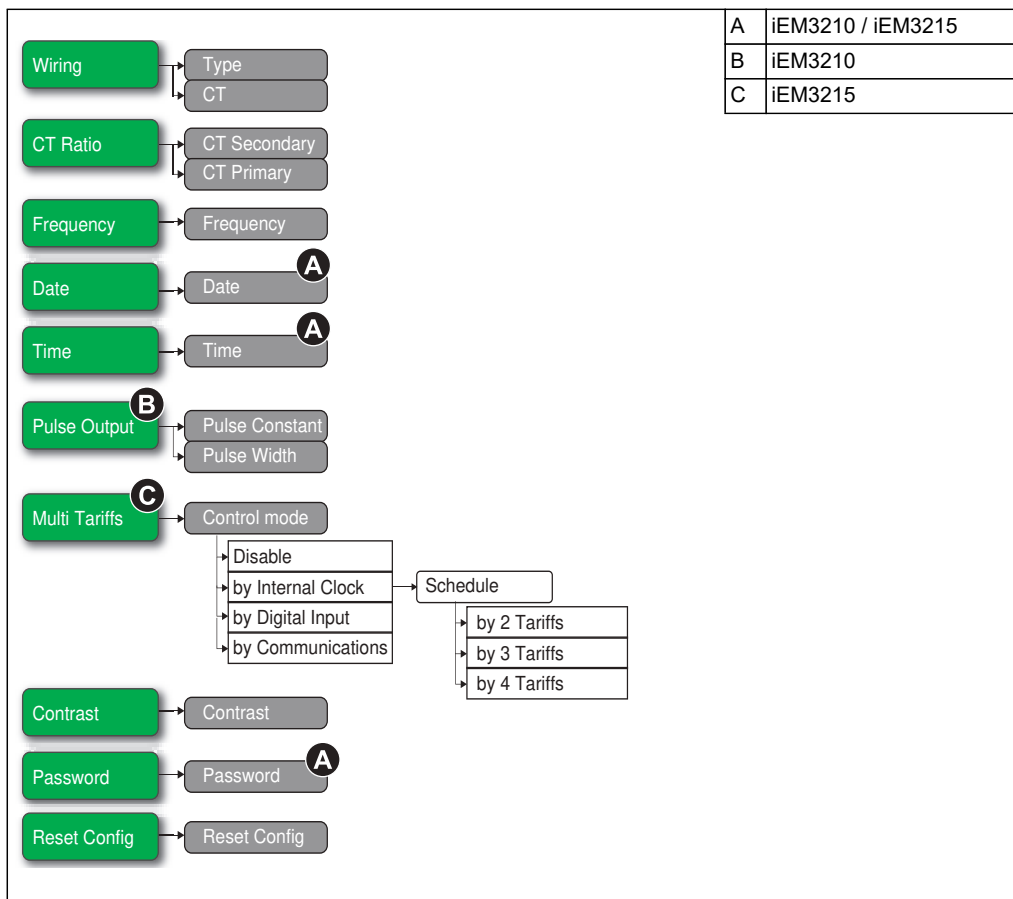 A iEM3210 / iEM3215
B iEM3210
C iEM3215
Wiring
Type
CT
CT Ratio
CT Secondary
CT Primary
Frequency
Frequency
Date
Date
A
Time
Time
A
Pulse Output
B
Pulse Constant
Pulse Width
Multi Tariffs
C
Control mode
Disable
by Internal Clock
by Digital Input
by Communications
Schedule
by 2 Tariffs
by 3 Tariffs
by 4 Tariffs
Contrast
Contrast
Password
Password
A
Reset Config
Reset Config